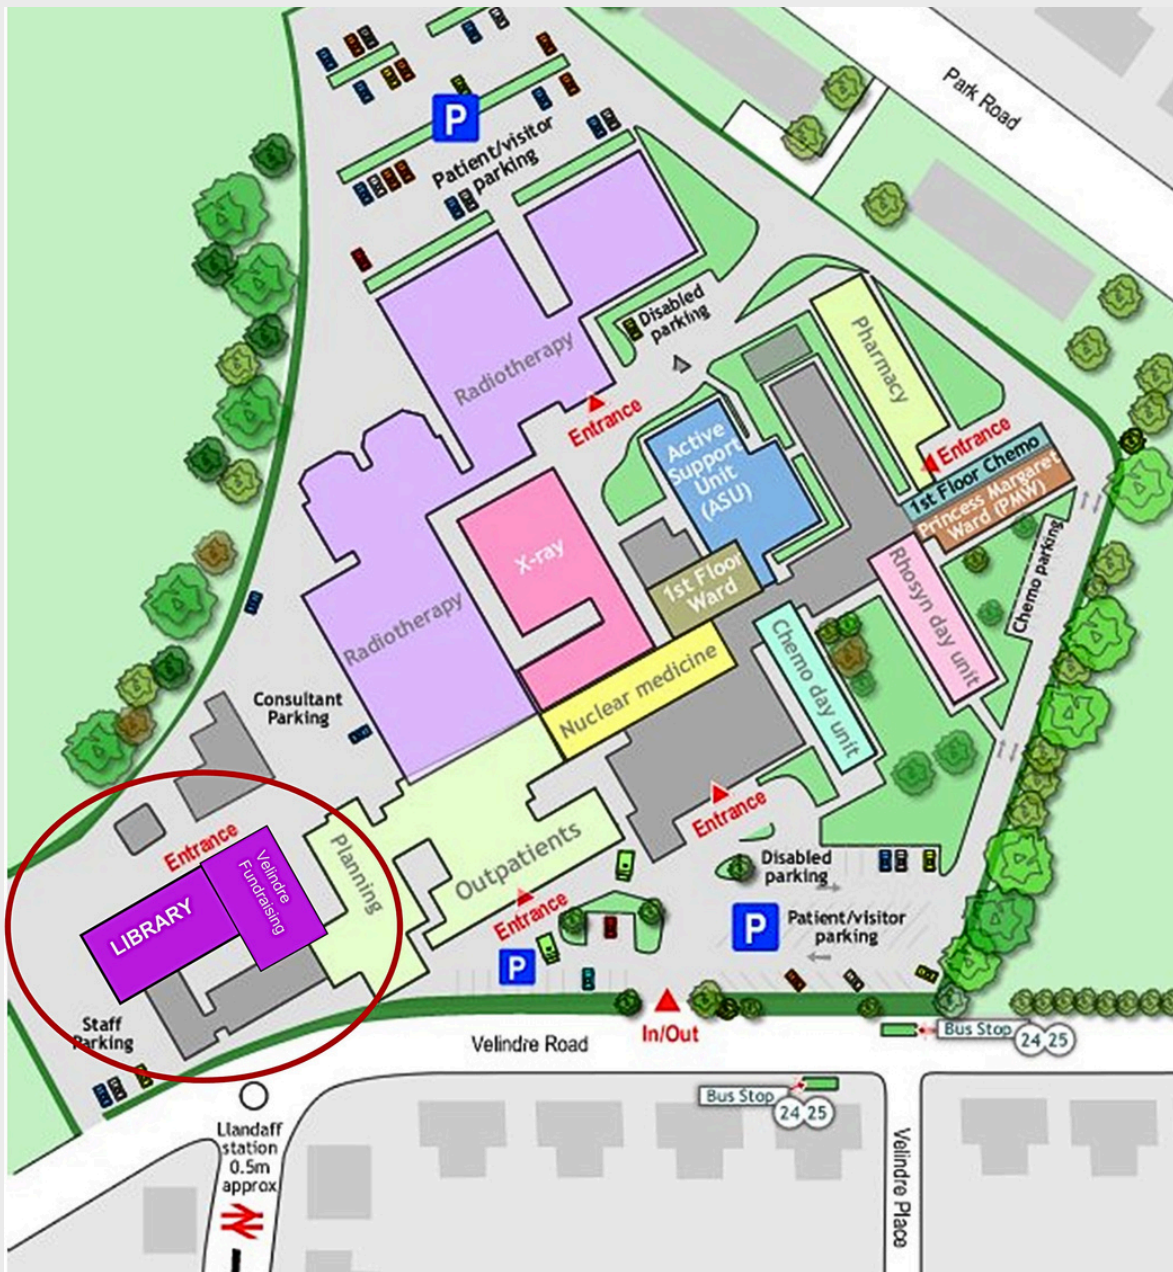 Park Road
P
Patient/visitor
parking
Disabled
parking
Radiotherapy
Entrance
Pharmacy
Active
Support
Unit
(ASU)
Entrance
1st Floor Chemo
Princess Margaret
Ward (PMW)
X-ray
1st Floor
Ward
Rhosyn day unit
Chemo parking
Radiotherapy
Chemo day unit
Nuclear medicine
Consultant
Parking
Entrance
Entrance
Planning
Outpatients
Velindre
Fundraising
LIBRARY
Disabled
parking
Entrance
P
Patient/visitor
parking
P
Staff
Parking
In/Out
Velindre Road
Bus Stop
24 25
Bus Stop
24 25
Llandaff
station
0.5m
approx
Velindre Place